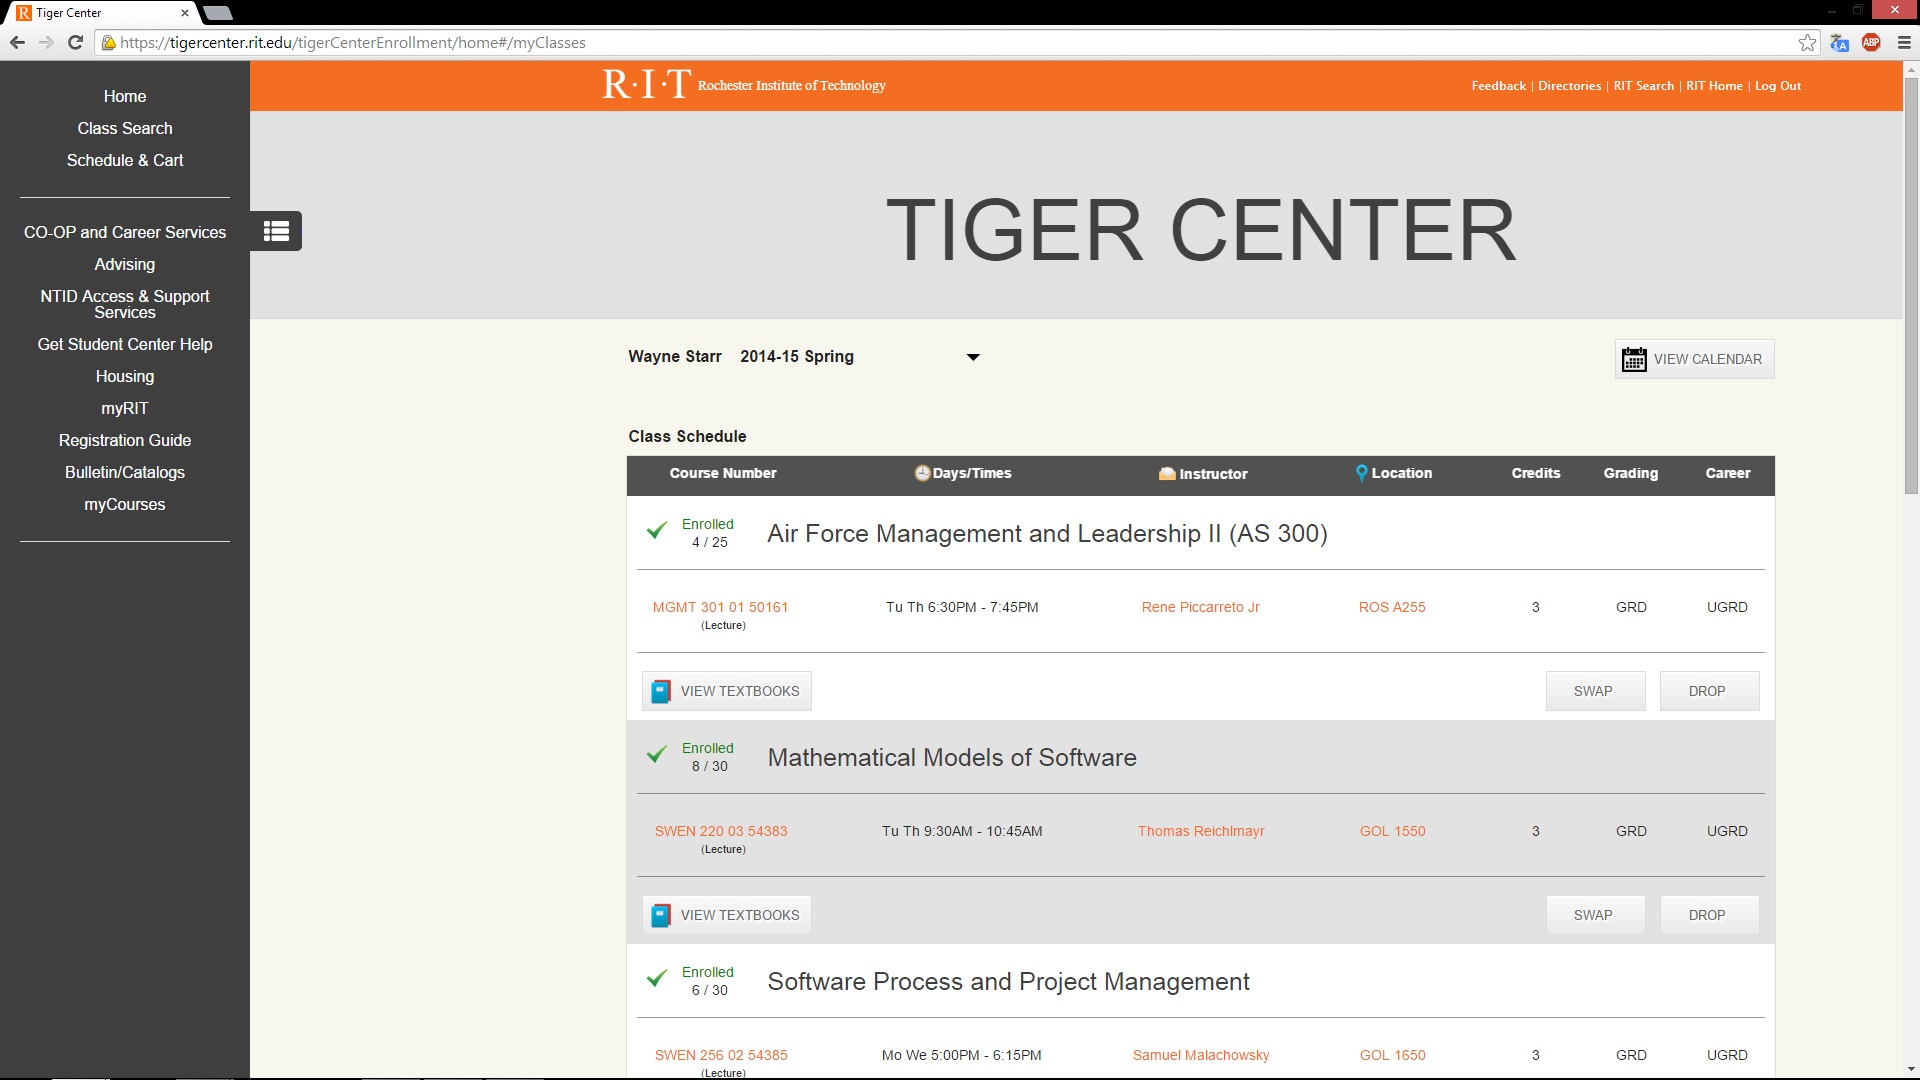 Tiger Center
https://tigercenter.rit.edu/tigerCenterEnrollment/home#/myClasses
ABP
Home
Class Search
Schedule & Cart
CO-OP and Career Services
Advising
NTID Access & Support
Services
Get Student Center Help
Housing
myRIT
Registration Guide
Bulletin/Catalogs
myCourses
R·I·T Rochester Institute of Technology
Feedback | Directories | RIT Search | RIT Home | Log Out
TIGER CENTER
Wayne Starr 2014-15 Spring
VIEW CALENDAR
Class Schedule
Course Number Days/Times Instructor Location Credits Grading Career
Enrolled
4 / 25
Air Force Management and Leadership II (AS 300)
MGMT 301 01 50161 Tu Th 6:30PM - 7:45PM Rene Piccarreto Jr ROS A255 3 GRD UGRD
(Lecture)
VIEW TEXTBOOKS SWAP DROP
Enrolled
8 / 30
Mathematical Models of Software
SWEN 220 03 54383 Tu Th 9:30AM - 10:45AM Thomas Reichlmayr GOL 1550 3 GRD UGRD
(Lecture)
VIEW TEXTBOOKS SWAP DROP
Enrolled
6 / 30
Software Process and Project Management
SWEN 256 02 54385 Mo We 5:00PM - 6:15PM Samuel Malachowsky GOL 1650 3 GRD UGRD
(Lecture)